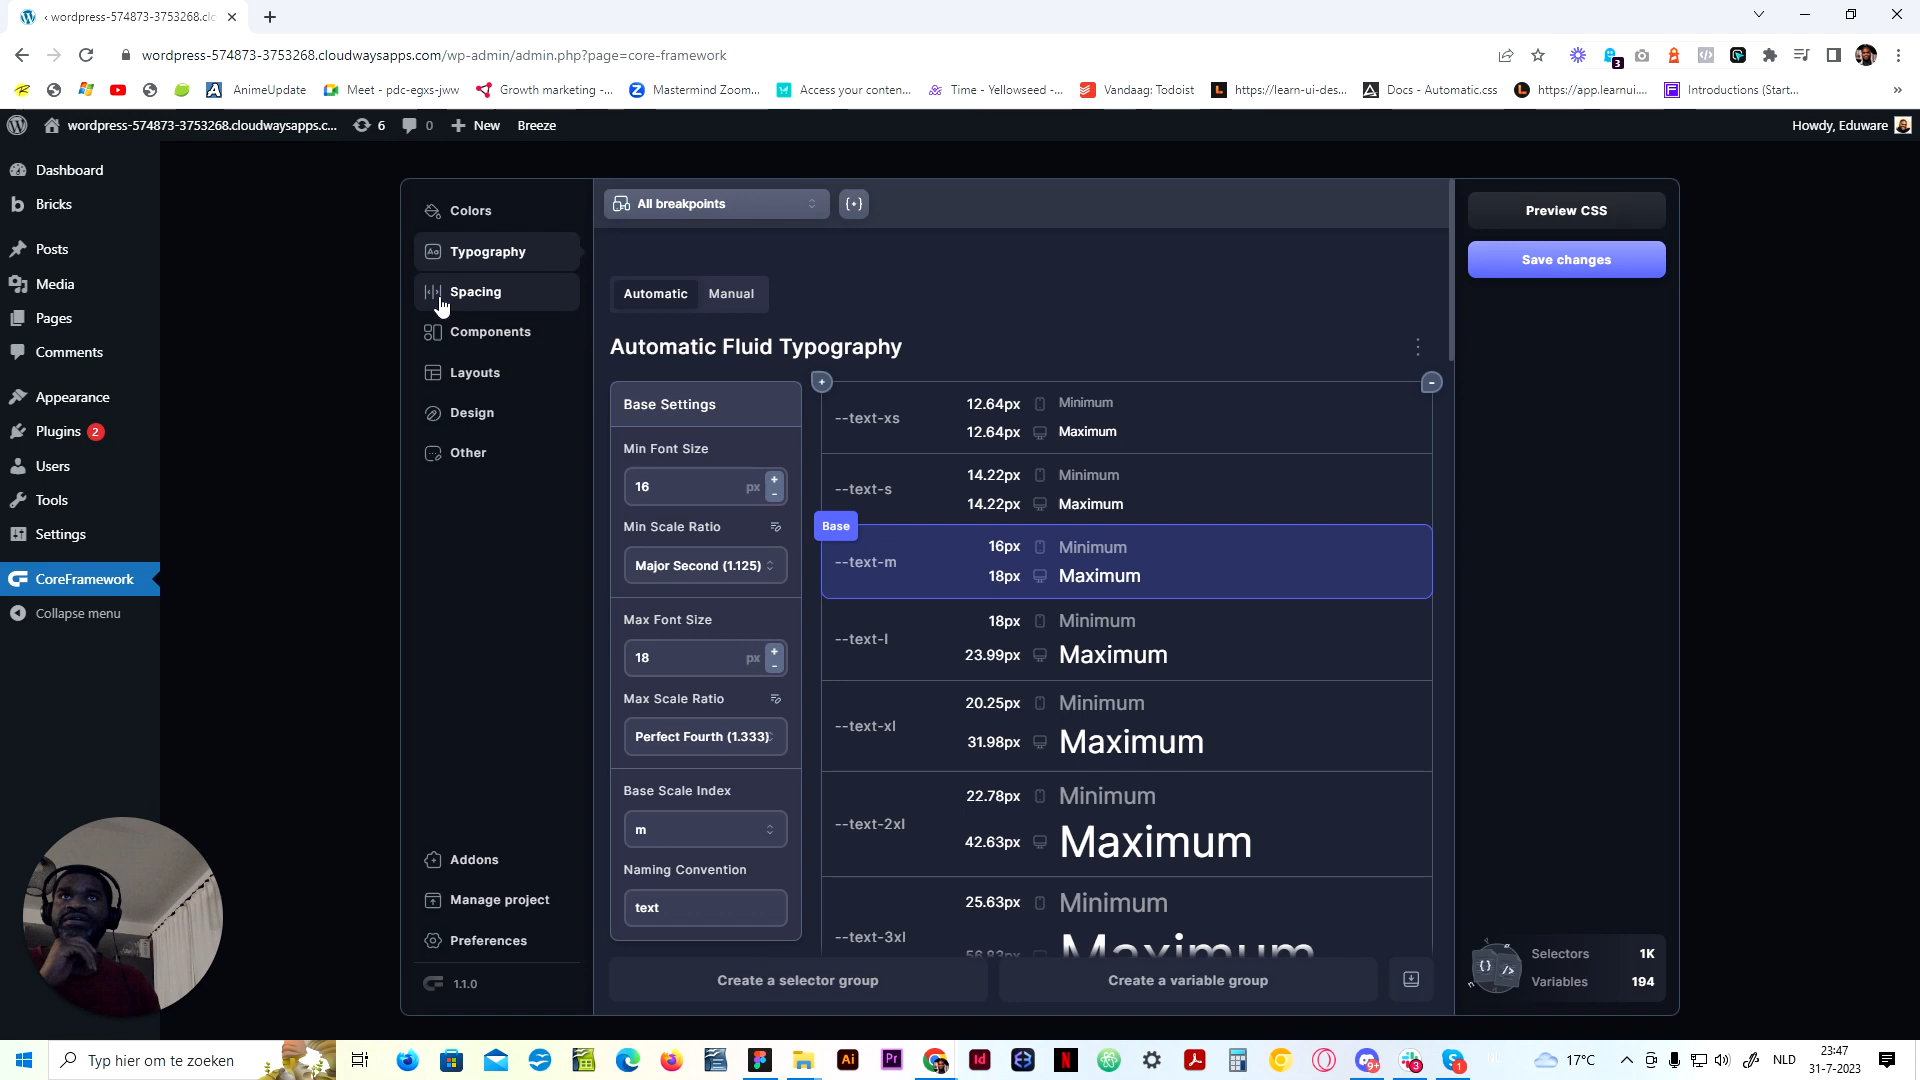 ‹ wordpress-574873-3753268.clo
wordpress-574873-3753268.cloudwaysapps.com/wp-admin/admin.php?page=core-framework
3
AnimeUpdate
Meet - pdc-egxs-jww
Growth marketing -...
Mastermind Zoom...
Access your conten...
Time - Yellowseed -...
Vandaag: Todoist
https://learn-ui-des...
Docs - Automatic.css
https://app.learnui....
Introductions (Start...
»
wordpress-574873-3753268.cloudwaysapps.c...
6
0
New
Breeze
Howdy, Eduware
Dashboard
Bricks
Posts
Media
Pages
Comments
Appearance
Plugins 2
Users
Tools
Settings
CoreFramework
Collapse menu
Colors
Typography
Spacing
Components
Layouts
Design
Other
Addons
Manage project
Preferences
1.1.0
All breakpoints
{+}
Automatic
Manual
Automatic Fluid Typography
Base Settings
Min Font Size
16 px + -
Min Scale Ratio
Major Second (1.125)
Max Font Size
18 px + -
Max Scale Ratio
Perfect Fourth (1.333)
Base Scale Index
m
Naming Convention
text
+
-
--text-xs
12.64px Minimum
12.64px Maximum
--text-s
14.22px Minimum
14.22px Maximum
Base
--text-m
16px Minimum
18px Maximum
--text-l
18px Minimum
23.99px Maximum
--text-xl
20.25px Minimum
31.98px Maximum
--text-2xl
22.78px Minimum
42.63px Maximum
--text-3xl
25.63px Minimum
56.83px Maximum
Create a selector group
Create a variable group
Preview CSS
Save changes
Selectors 1K
Variables 194
Typ hier om te zoeken
17°C
NLD
23:47
31-7-2023